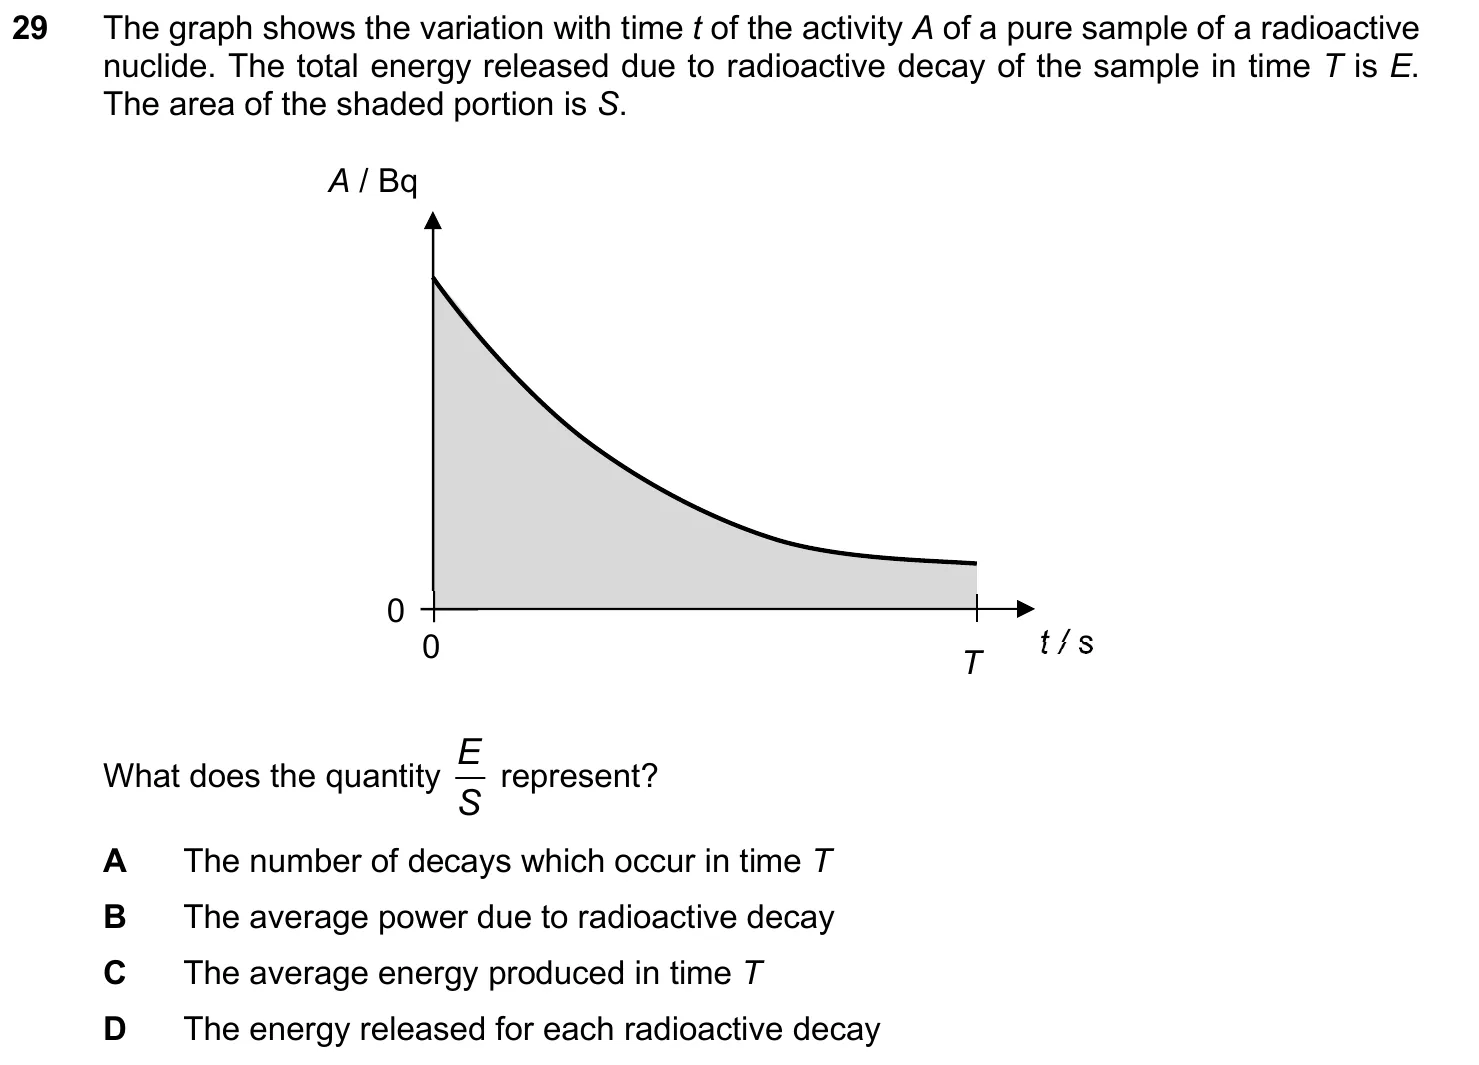 29 The graph shows the variation with time t of the activity A of a pure sample of a radioactive
nuclide. The total energy released due to radioactive decay of the sample in time T is E.
The area of the shaded portion is S.
A / Bq
0
0
T
t / s
What does the quantity E/S represent?
A The number of decays which occur in time T
B The average power due to radioactive decay
C The average energy produced in time T
D The energy released for each radioactive decay